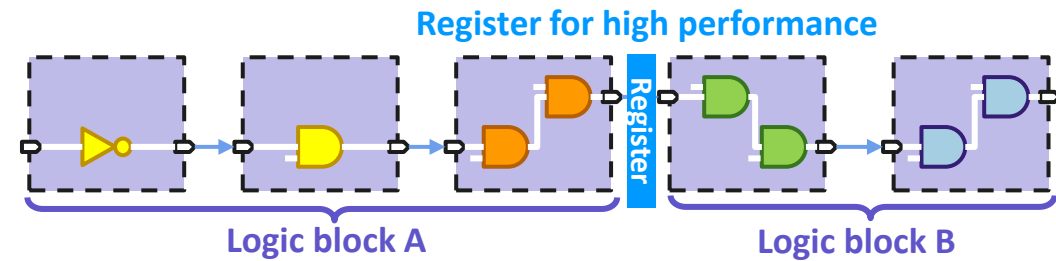 Register for high performance
Register
Logic block A
Logic block B